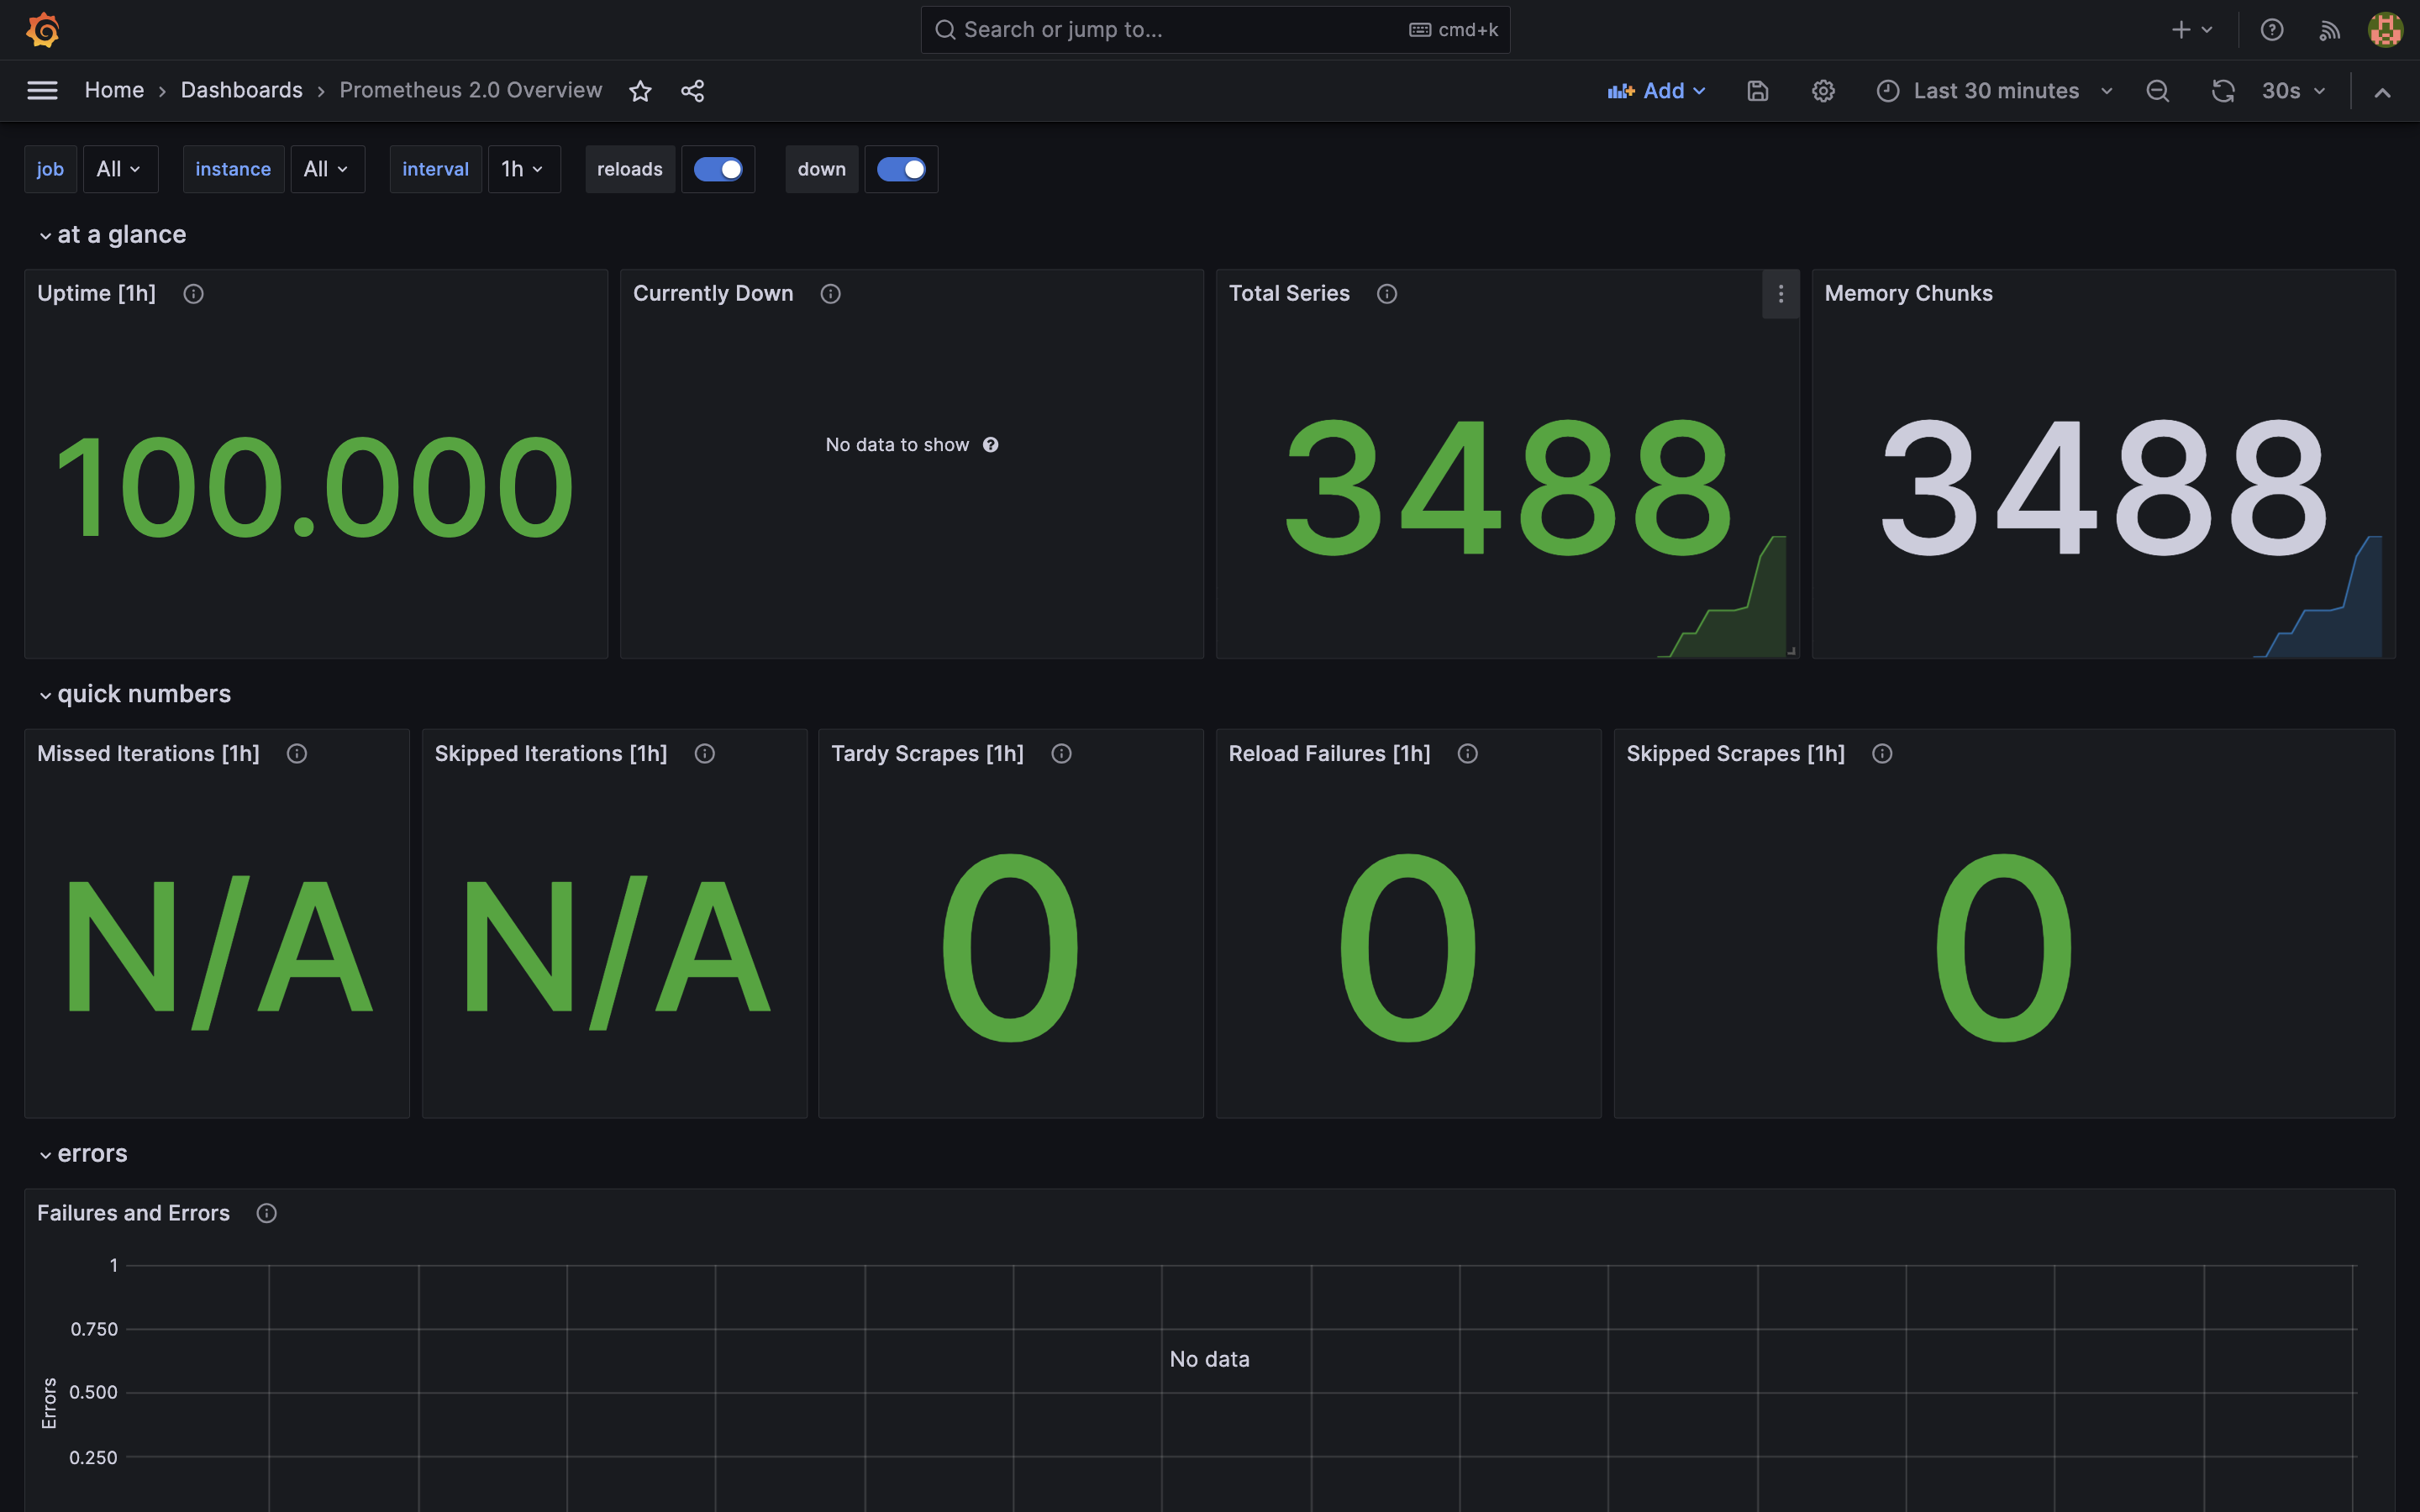 Search or jump to... cmd+k
Home › Dashboards › Prometheus 2.0 Overview Add Last 30 minutes 30s
job All instance All interval 1h reloads down
at a glance
Uptime [1h] Currently Down Total Series Memory Chunks
100.000 No data to show 3488 3488
quick numbers
Missed Iterations [1h] Skipped Iterations [1h] Tardy Scrapes [1h] Reload Failures [1h] Skipped Scrapes [1h]
N/A N/A 0 0 0
errors
Failures and Errors
1
0.750
No data
0.500
Errors
0.250